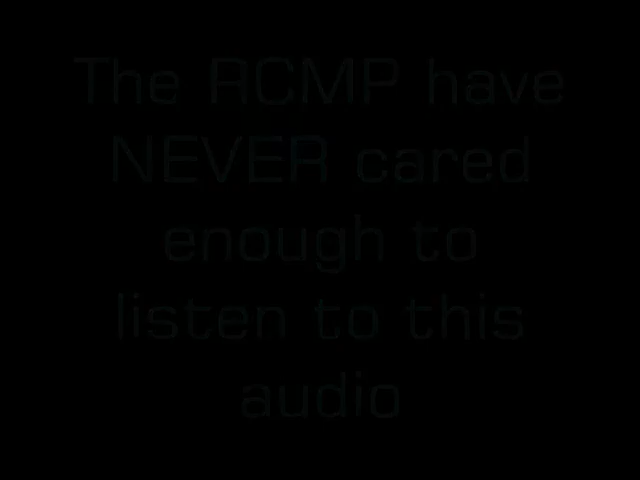 The RCMP have
NEVER cared
enough to
listen to this
audio